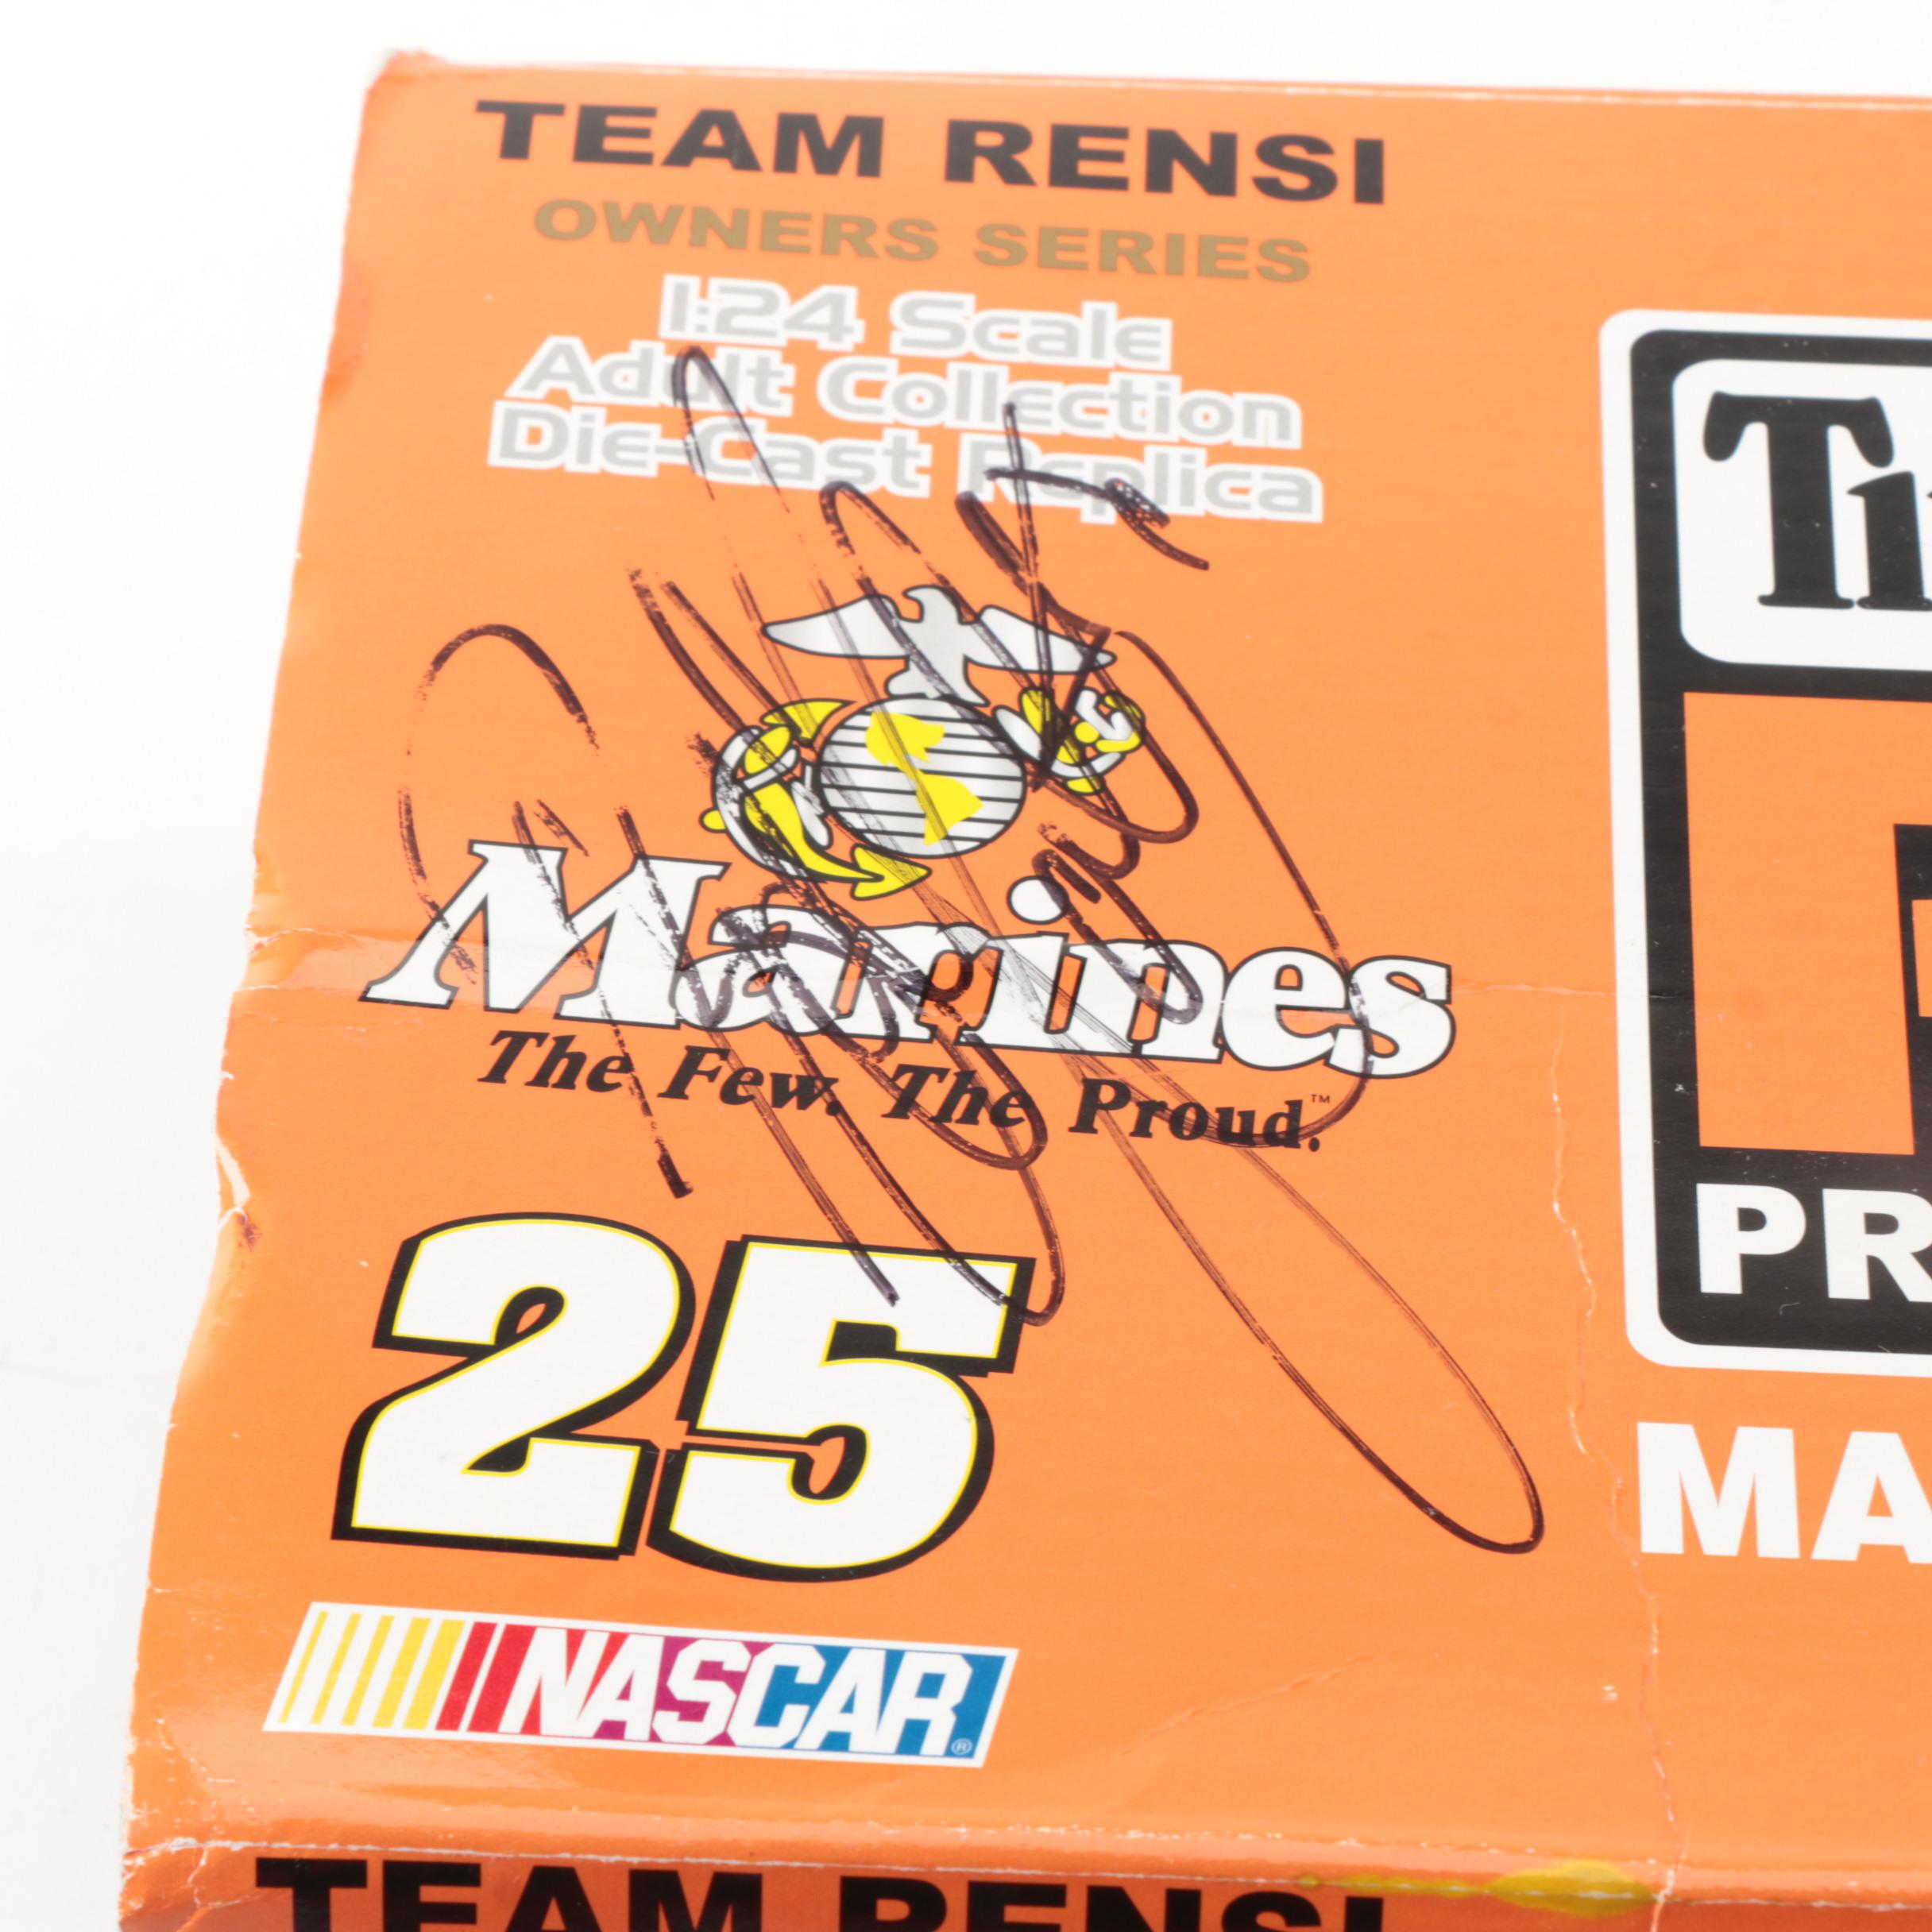 TEAM RENSI
OWNERS SERIES
1:24 Scale
Adult Collection
Die-Cast Replica
Marines
The Few. The Proud.™
25
NASCAR®
PR
MA
TEAM RENSI